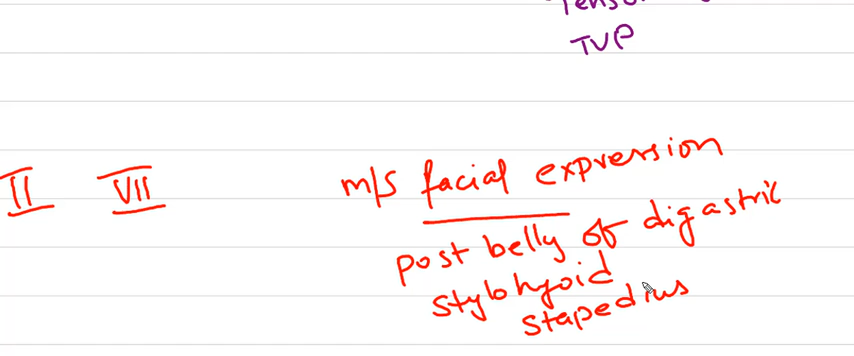 TVP
II VII m/s facial expression
post belly of digastric
stylohyoid
stapedius